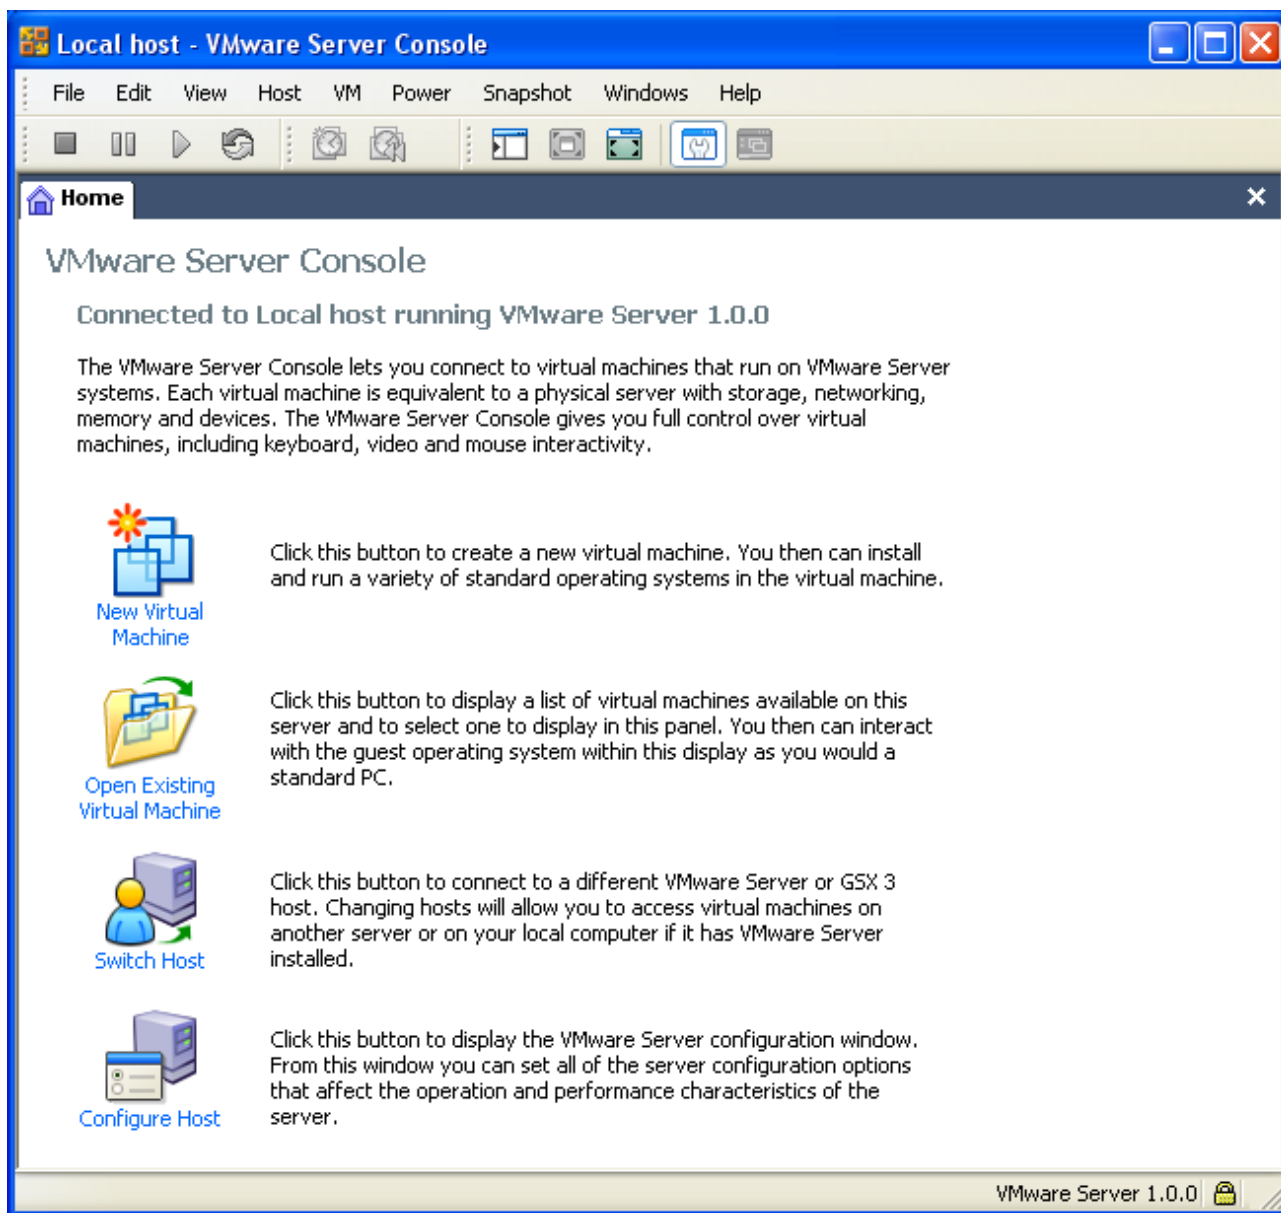 Local host - VMware Server Console
File Edit View Host VM Power Snapshot Windows Help
Home
VMware Server Console
Connected to Local host running VMware Server 1.0.0
The VMware Server Console lets you connect to virtual machines that run on VMware Server
systems. Each virtual machine is equivalent to a physical server with storage, networking,
memory and devices. The VMware Server Console gives you full control over virtual
machines, including keyboard, video and mouse interactivity.
New Virtual
Machine
Click this button to create a new virtual machine. You then can install
and run a variety of standard operating systems in the virtual machine.
Open Existing
Virtual Machine
Click this button to display a list of virtual machines available on this
server and to select one to display in this panel. You then can interact
with the guest operating system within this display as you would a
standard PC.
Switch Host
Click this button to connect to a different VMware Server or GSX 3
host. Changing hosts will allow you to access virtual machines on
another server or on your local computer if it has VMware Server
installed.
Configure Host
Click this button to display the VMware Server configuration window.
From this window you can set all of the server configuration options
that affect the operation and performance characteristics of the
server.
VMware Server 1.0.0